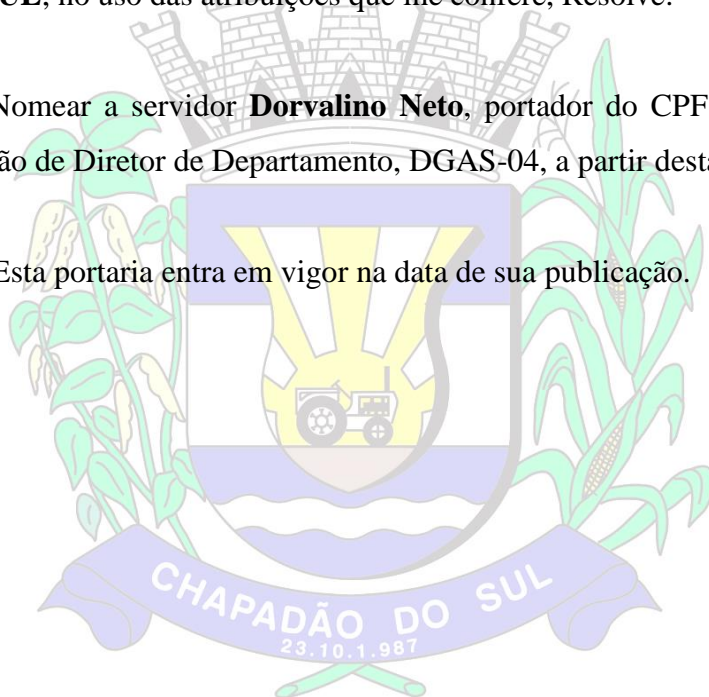 UL, no uso das atribuições que lhe confere, Resolve:
Nomear a servidor Dorvalino Neto, portador do CPF
ão de Diretor de Departamento, DGAS-04, a partir desta
Esta portaria entra em vigor na data de sua publicação.
CHAPADÃO DO SUL
23.10.1.987